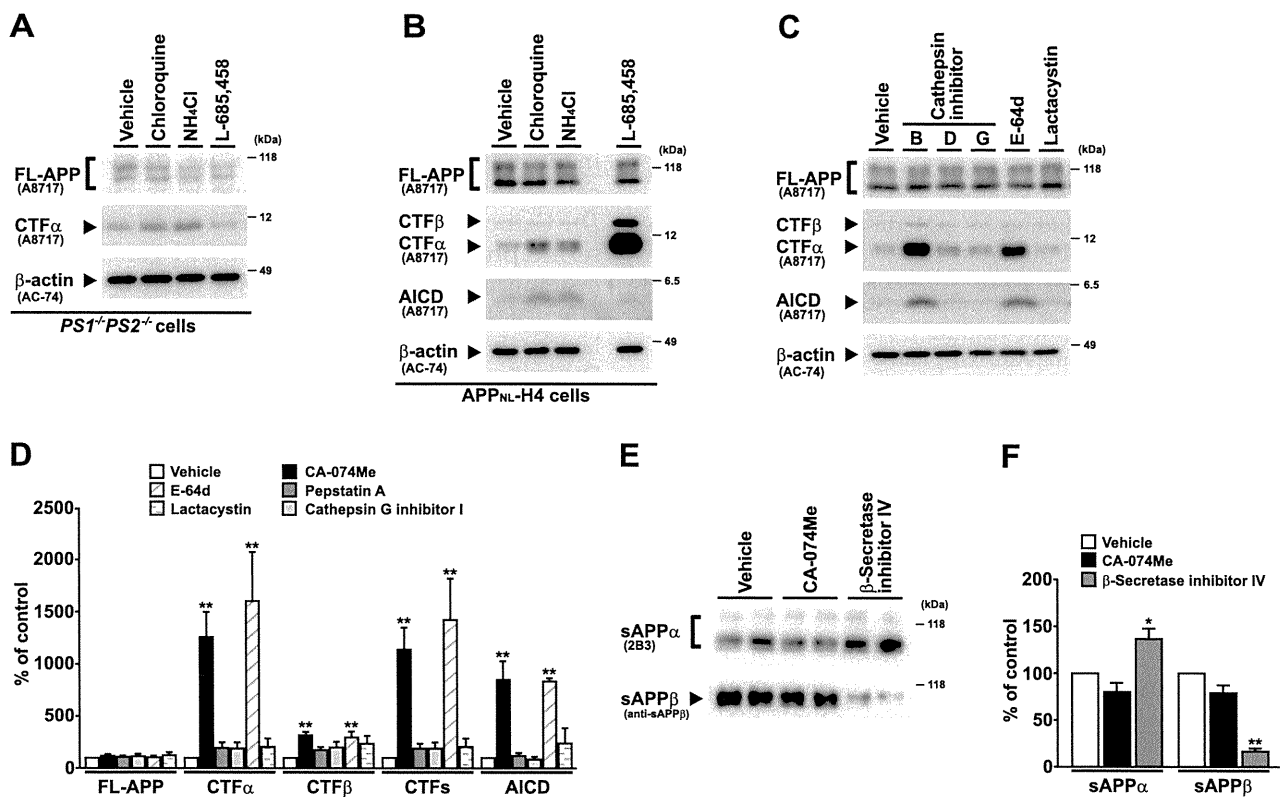 A
Vehicle
Chloroquine
NH4Cl
L-685,458
(kDa)
FL-APP
(A8717)
118
CTFα
(A8717)
12
β-actin
(AC-74)
49
PS1-/-PS2-/- cells
B
Vehicle
Chloroquine
NH4Cl
L-685,458
(kDa)
FL-APP
(A8717)
118
CTFβ
CTFα
(A8717)
12
AICD
(A8717)
6.5
β-actin
(AC-74)
49
APPNL-H4 cells
C
Vehicle
Cathepsin
inhibitor
B D G
E-64d
Lactacystin
(kDa)
FL-APP
(A8717)
118
CTFβ
CTFα
(A8717)
12
AICD
(A8717)
6.5
β-actin
(AC-74)
49
D
Vehicle
E-64d
Lactacystin
CA-074Me
Pepstatin A
Cathepsin G inhibitor I
% of control
2500
2000
1500
1000
500
0
**
**
**
**
**
**
**
**
FL-APP
CTFα
CTFβ
CTFs
AICD
E
Vehicle
CA-074Me
β-Secretase
inhibitor IV
(kDa)
sAPPα
(2B3)
118
sAPPβ
(anti-sAPPβ)
118
F
Vehicle
CA-074Me
β-Secretase inhibitor IV
% of control
200
150
100
50
0
*
**
sAPPα
sAPPβ